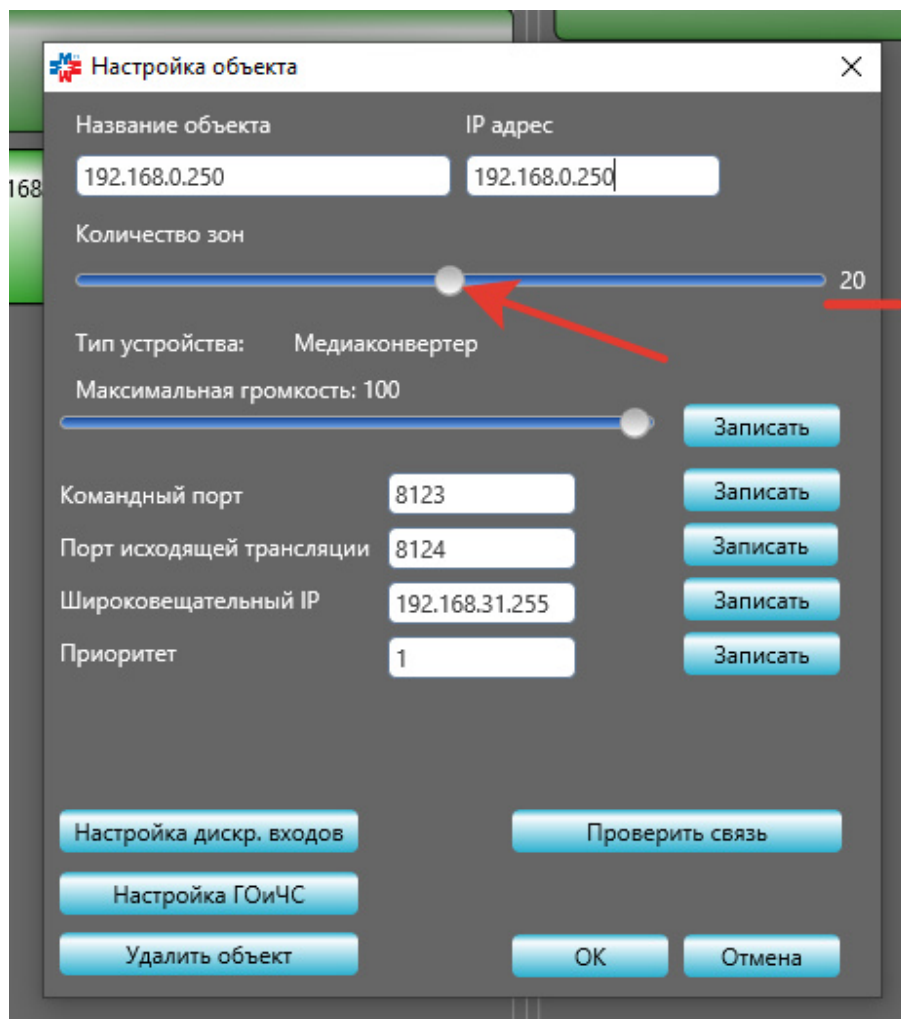 Настройка объекта
Название объекта IP адрес
192.168.0.250 192.168.0.250
168
Количество зон
20
Тип устройства: Медиаконвертер
Максимальная громкость: 100
Записать
Командный порт 8123 Записать
Порт исходящей трансляции 8124 Записать
Широковещательный IP 192.168.31.255 Записать
Приоритет 1 Записать
Настройка дискр. входов Проверить связь
Настройка ГОиЧС
Удалить объект OK Отмена